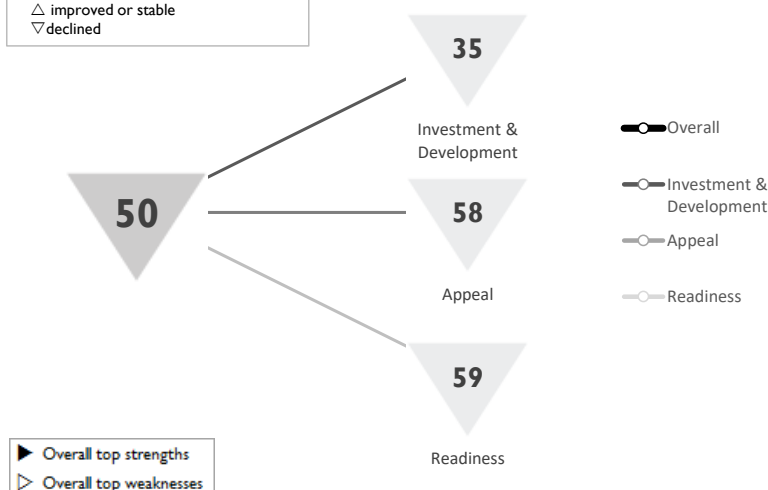 △ improved or stable
▽declined
35
Investment &
Development
50
58
Appeal
59
Readiness
Overall
Investment &
Development
Appeal
Readiness
▶ Overall top strengths
▷ Overall top weaknesses